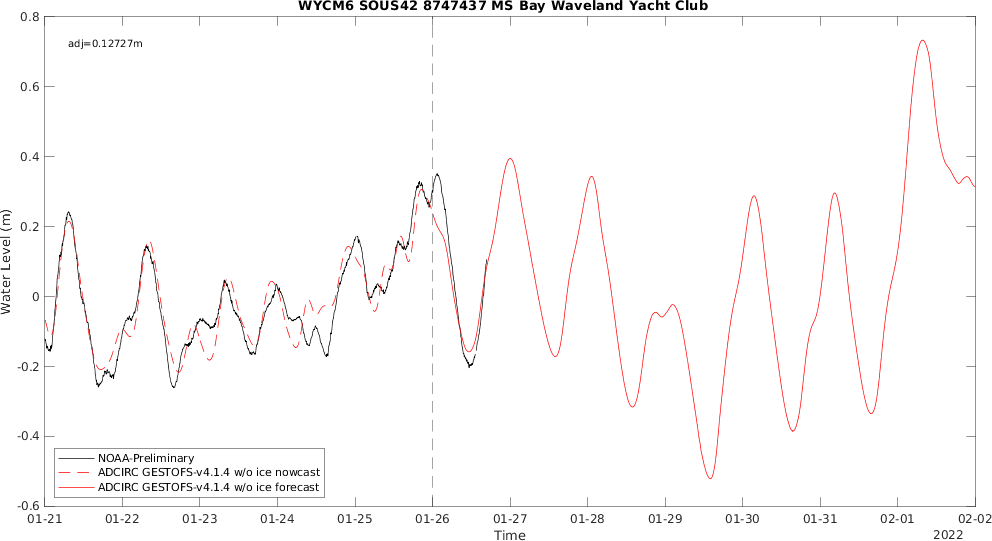 WYCM6 SOUS42 8747437 MS Bay Waveland Yacht Club
adj=0.12727m
0.8
0.6
0.4
0.2
0
-0.2
-0.4
-0.6
Water Level (m)
NOAA-Preliminary
ADCIRC GESTOFS-v4.1.4 w/o ice nowcast
ADCIRC GESTOFS-v4.1.4 w/o ice forecast
01-21 01-22 01-23 01-24 01-25 01-26 01-27 01-28 01-29 01-30 01-31 02-01 02-02
Time
2022